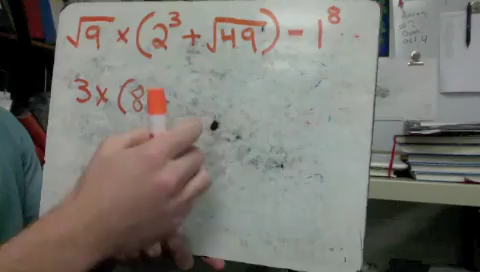 √9 × (2³ + √49) - 1⁸
3 × (8